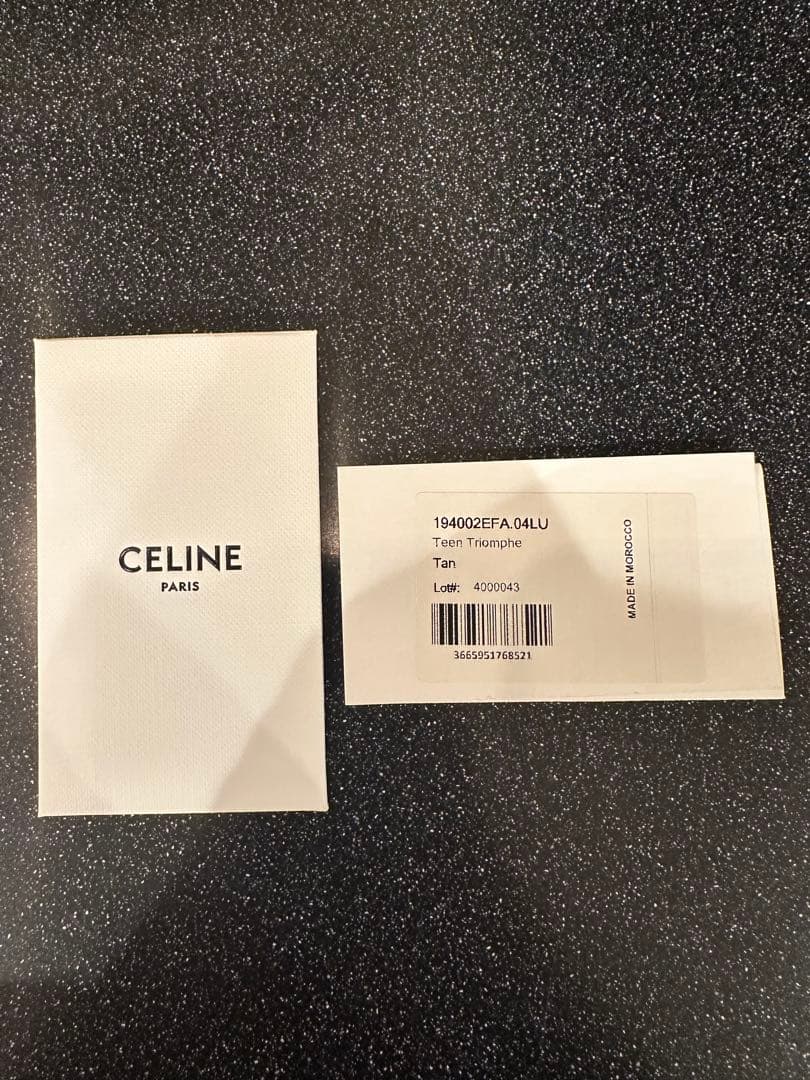 CELINE
PARIS
194002EFA.04LU
Teen Triomphe
Tan
Lot#: 4000043
3665951768521
MADE IN MOROCCO